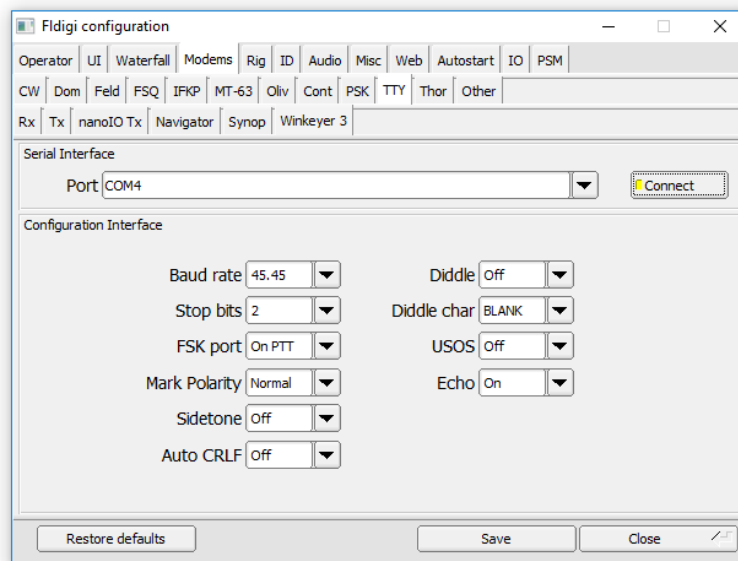 Fldigi configuration
Operator UI Waterfall Modems Rig ID Audio Misc Web Autostart IO PSM
CW Dom Feld FSQ IFKP MT-63 Oliv Cont PSK TTY Thor Other
Rx Tx nanoIO Tx Navigator Synop Winkeyer 3
Serial Interface
Port COM4 Connect
Configuration Interface
Baud rate 45.45 Diddle Off
Stop bits 2 Diddle char BLANK
FSK port On PTT USOS Off
Mark Polarity Normal Echo On
Sidetone Off
Auto CRLF Off
Restore defaults Save Close